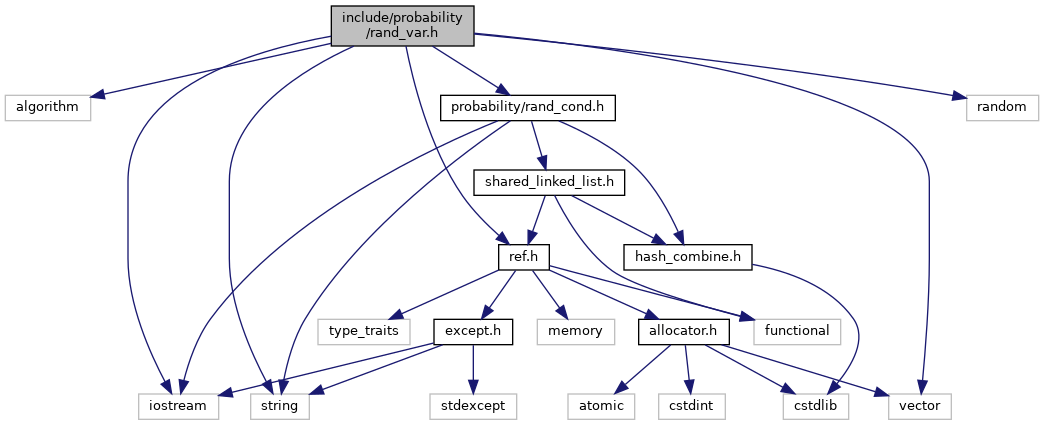 include/probability
/rand_var.h
algorithm
probability/rand_cond.h
random
shared_linked_list.h
ref.h
hash_combine.h
type_traits
except.h
memory
allocator.h
functional
iostream
string
stdexcept
atomic
cstdint
cstdlib
vector